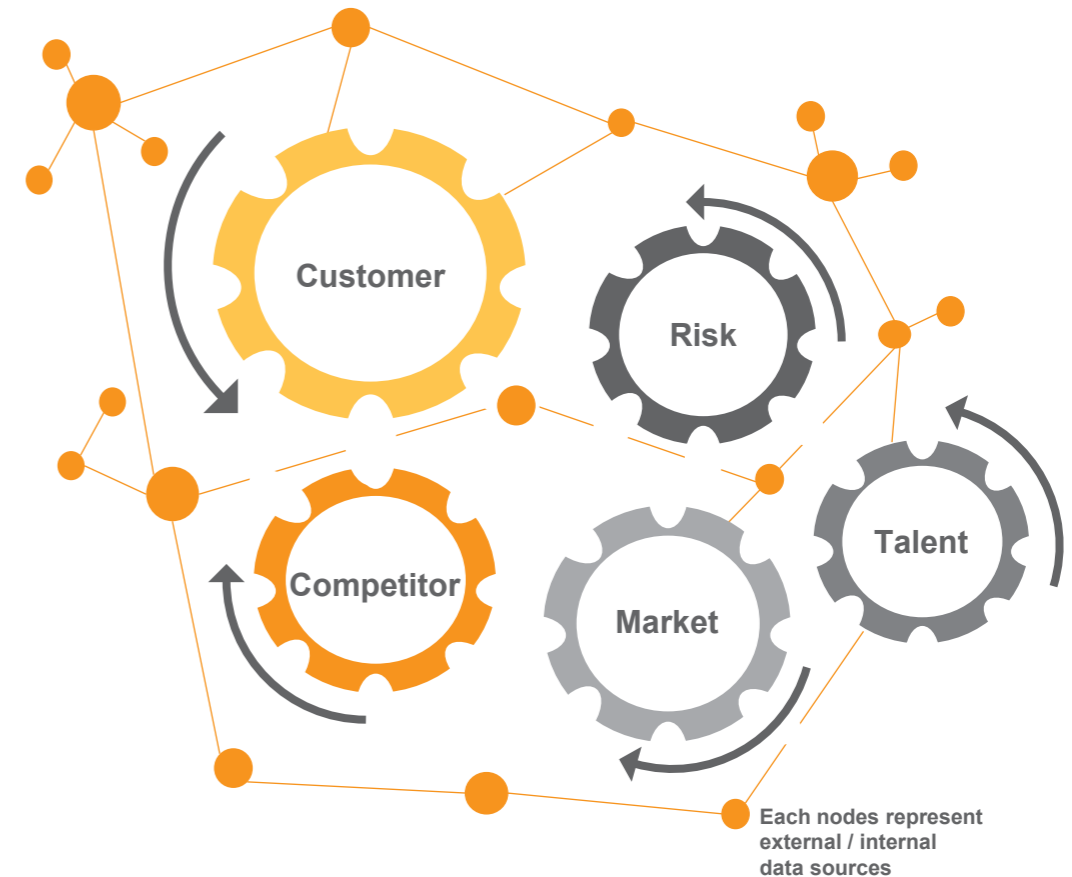 Customer
Risk
Talent
Competitor
Market
Each nodes represent
external / internal
data sources